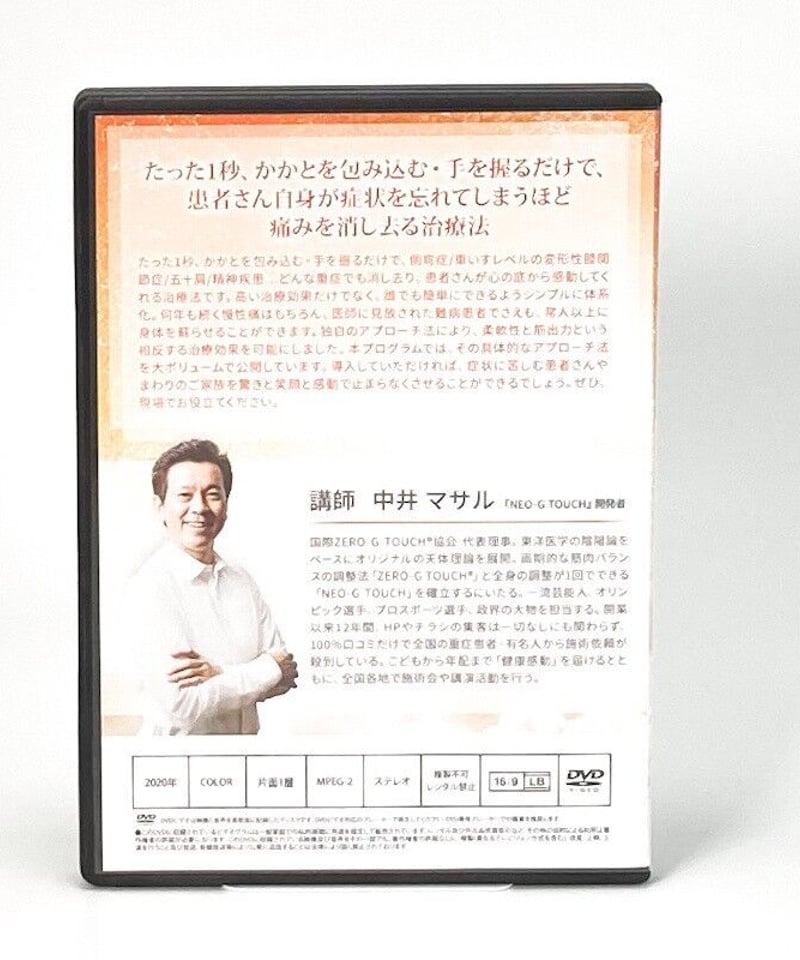 たった1秒、かかとを包み込む・手を握るだけで、
患者さん自身が症状を忘れてしまうほど
痛みを消し去る治療法
たった1秒、かかとを包み込む・手を握るだけで、側弯症/車いすレベルの変形性膝関
節症/五十肩/精神疾患…どんな重症でも消し去り、患者さんが心の底から感動してく
れる治療法です。高い治療効果だけでなく、誰でも簡単にできるようシンプルに体系
化。何年も続く慢性痛はもちろん、医師に見放された難病患者でさえも、常人以上に
身体を蘇らせることができます。独自のアプローチ法により、柔軟性と筋出力という
相反する治療効果を可能にしました。本プログラムでは、その具体的なアプローチ法
を大ボリュームで公開しています。導入していただければ、症状に苦しむ患者さんや
まわりのご家族を驚きと笑顔と感動で止まらなくさせることができるでしょう。ぜひ、
現場でお役立てください。
講師 中井 マサル 「NEO-G TOUCH」開発者
国際ZERO-G TOUCH®協会 代表理事。東洋医学の陰陽論を
ベースにオリジナルの天体理論を展開。画期的な筋肉バラン
スの調整法「ZERO-G TOUCH®」と全身の調整が1回でできる
「NEO-G TOUCH」を確立するにいたる。一流芸能人、オリン
ピック選手、プロスポーツ選手、政界の大物を担当する。開業
以来12年間、HPやチラシの集客は一切なしにも関わらず、
100%口コミだけで全国の重症患者・有名人から施術依頼が
殺到している。こどもから年配まで「健康感動」を届けるとと
もに、全国各地で施術会や講演活動を行う。
2020年 COLOR 片面1層 MPEG-2 ステレオ 複製不可 レンタル禁止 16:9 LB DVD VIDEO
DVD